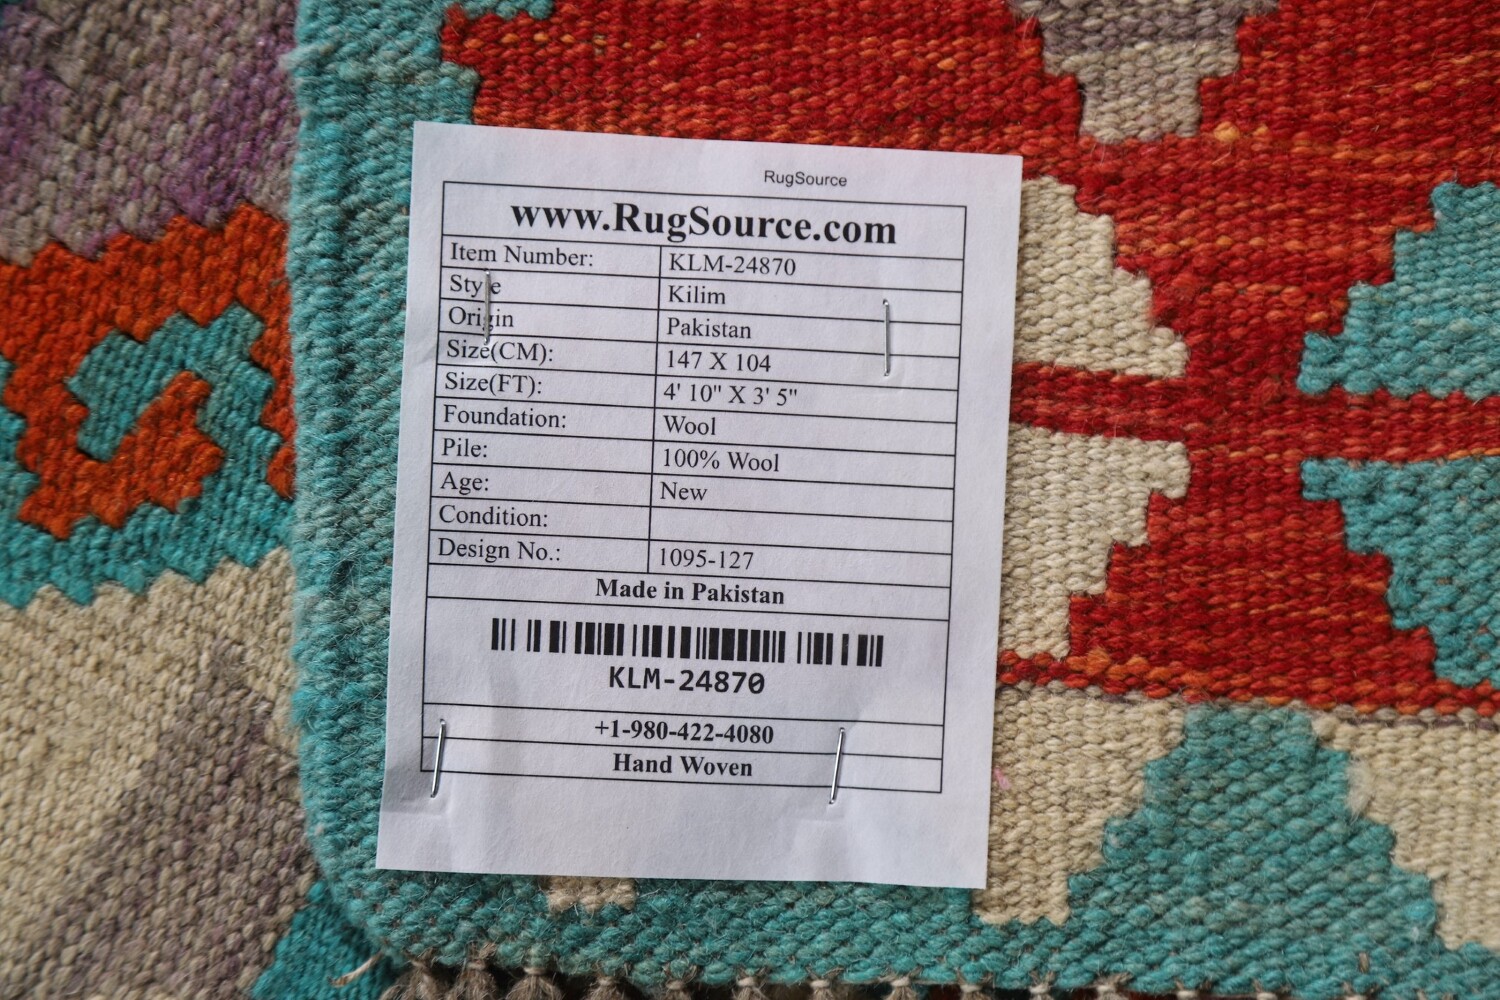 RugSource
www.RugSource.com
Item Number: KLM-24870
Style Kilim
Origin Pakistan
Size(CM): 147 X 104
Size(FT): 4' 10" X 3' 5"
Foundation: Wool
Pile: 100% Wool
Age: New
Condition:
Design No.: 1095-127
Made in Pakistan
KLM-24870
+1-980-422-4080
Hand Woven